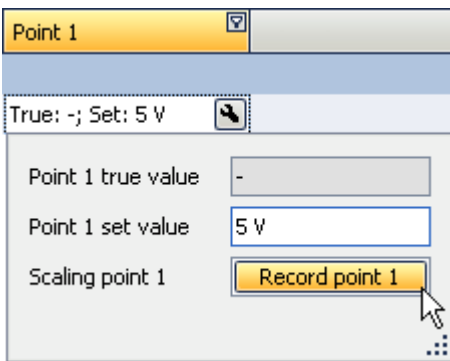 Point 1
True: -; Set: 5 V
Point 1 true value -
Point 1 set value 5 V
Scaling point 1 Record point 1